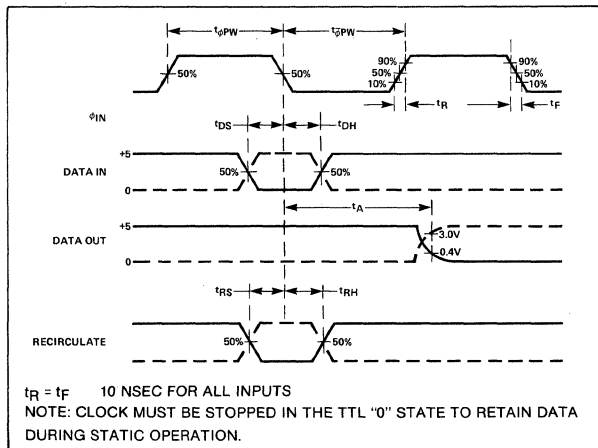 tϕPW tϕ̅PW
90% 90%
50% 50% 50% 50%
10% 10%
ϕIN tR tF
tDS tDH
DATA IN +5 50% 50%
0
tA
DATA OUT +5 3.0V
0 0.4V
tRS tRH
RECIRCULATE 50% 50%
tR = tF 10 NSEC FOR ALL INPUTS
NOTE: CLOCK MUST BE STOPPED IN THE TTL "0" STATE TO RETAIN DATA
DURING STATIC OPERATION.